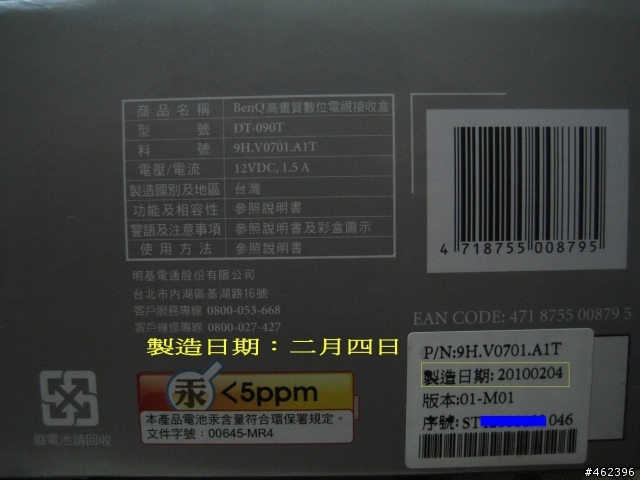 商品名稱 BenQ高畫質數位電視接收盒
型號 DT-090T
料號 9H.V0701.A1T
電壓/電流 12VDC, 1.5 A
製造國別及地區 台灣
功能及相容性 參照說明書
警語及注意事項 參照說明書及彩盒圖示
使用方法 參照說明書
明基電通股份有限公司
台北市內湖區基湖路16號
客戶服務專線 0800-053-668
客戶維修專線 0800-027-427
4 718755 008795
EAN CODE: 471 8755 00879 5
製造日期：二月四日
P/N:9H.V0701.A1T
製造日期: 20100204
版本:01-M01
序號: ST 046
汞 <5ppm
本產品電池汞含量符合環保署規定。
文件字號：00645-MR4
廢電池請回收
#462396